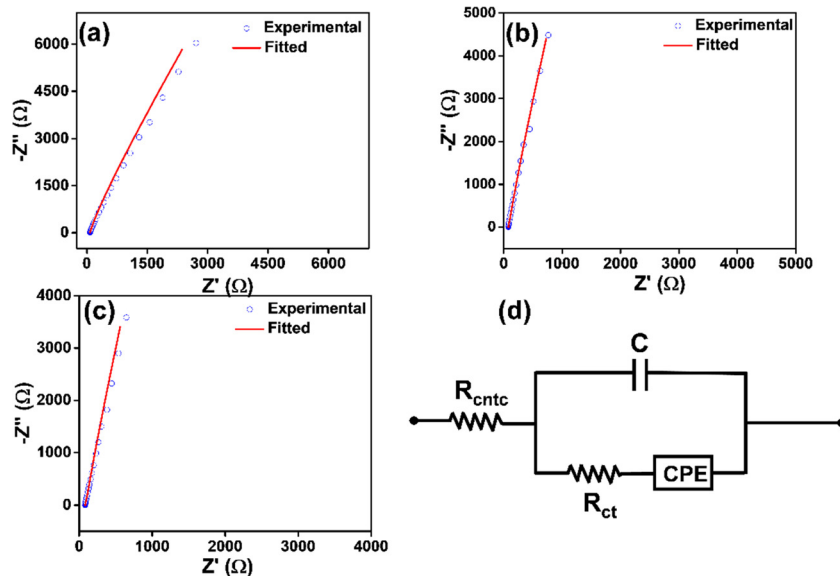 (a)
Experimental
Fitted
6000
4500
3000
1500
0
-Z'' (Ω)
0 1500 3000 4500 6000
Z' (Ω)
(b)
Experimental
Fitted
5000
4000
3000
2000
1000
0
-Z'' (Ω)
0 1000 2000 3000 4000 5000
Z' (Ω)
(c)
Experimental
Fitted
4000
3000
2000
1000
0
-Z'' (Ω)
0 1000 2000 3000 4000
Z' (Ω)
(d)
C
Rcntc
CPE
Rct